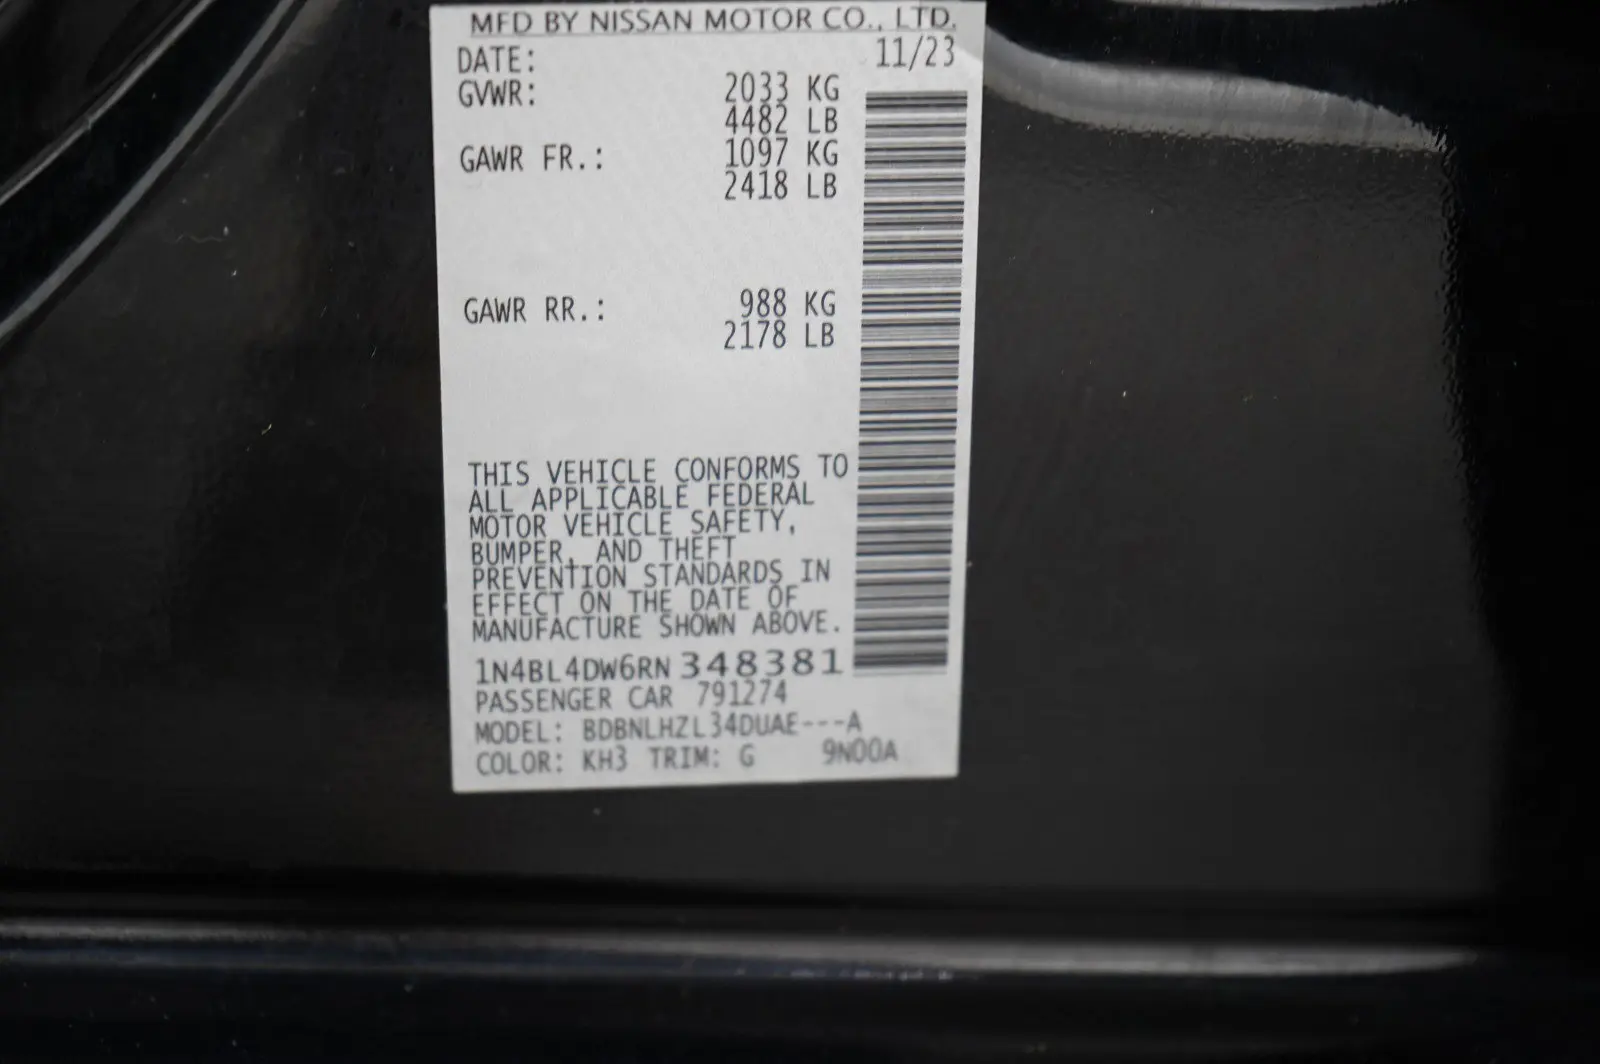 MFD BY NISSAN MOTOR CO., LTD.
DATE: 11/23
GVWR: 2033 KG
4482 LB
GAWR FR.: 1097 KG
2418 LB
GAWR RR.: 988 KG
2178 LB
THIS VEHICLE CONFORMS TO
ALL APPLICABLE FEDERAL
MOTOR VEHICLE SAFETY,
BUMPER, AND THEFT
PREVENTION STANDARDS IN
EFFECT ON THE DATE OF
MANUFACTURE SHOWN ABOVE.
1N4BL4DW6RN348381
PASSENGER CAR 791274
MODEL: BDBNLHZL34DUAE---A
COLOR: KH3 TRIM: G 9N00A